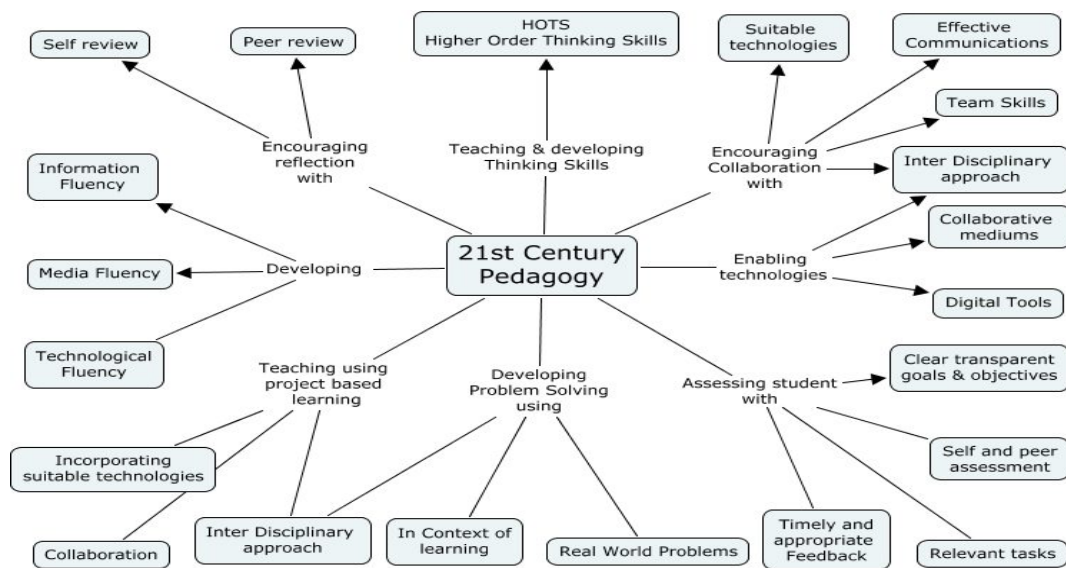 Self review
Peer review
HOTS
Higher Order Thinking Skills
Suitable
technologies
Effective
Communications
Team Skills
Encouraging
reflection
with
Teaching & developing
Thinking Skills
Encouraging
Collaboration
with
Inter Disciplinary
approach
Information
Fluency
Collaborative
mediums
21st Century
Pedagogy
Media Fluency
Developing
Enabling
technologies
Digital Tools
Technological
Fluency
Teaching using
project based
learning
Developing
Problem Solving
using
Assessing student
with
Clear transparent
goals & objectives
Incorporating
suitable technologies
Self and peer
assessment
Collaboration
Inter Disciplinary
approach
In Context of
learning
Real World Problems
Timely and
appropriate
Feedback
Relevant tasks